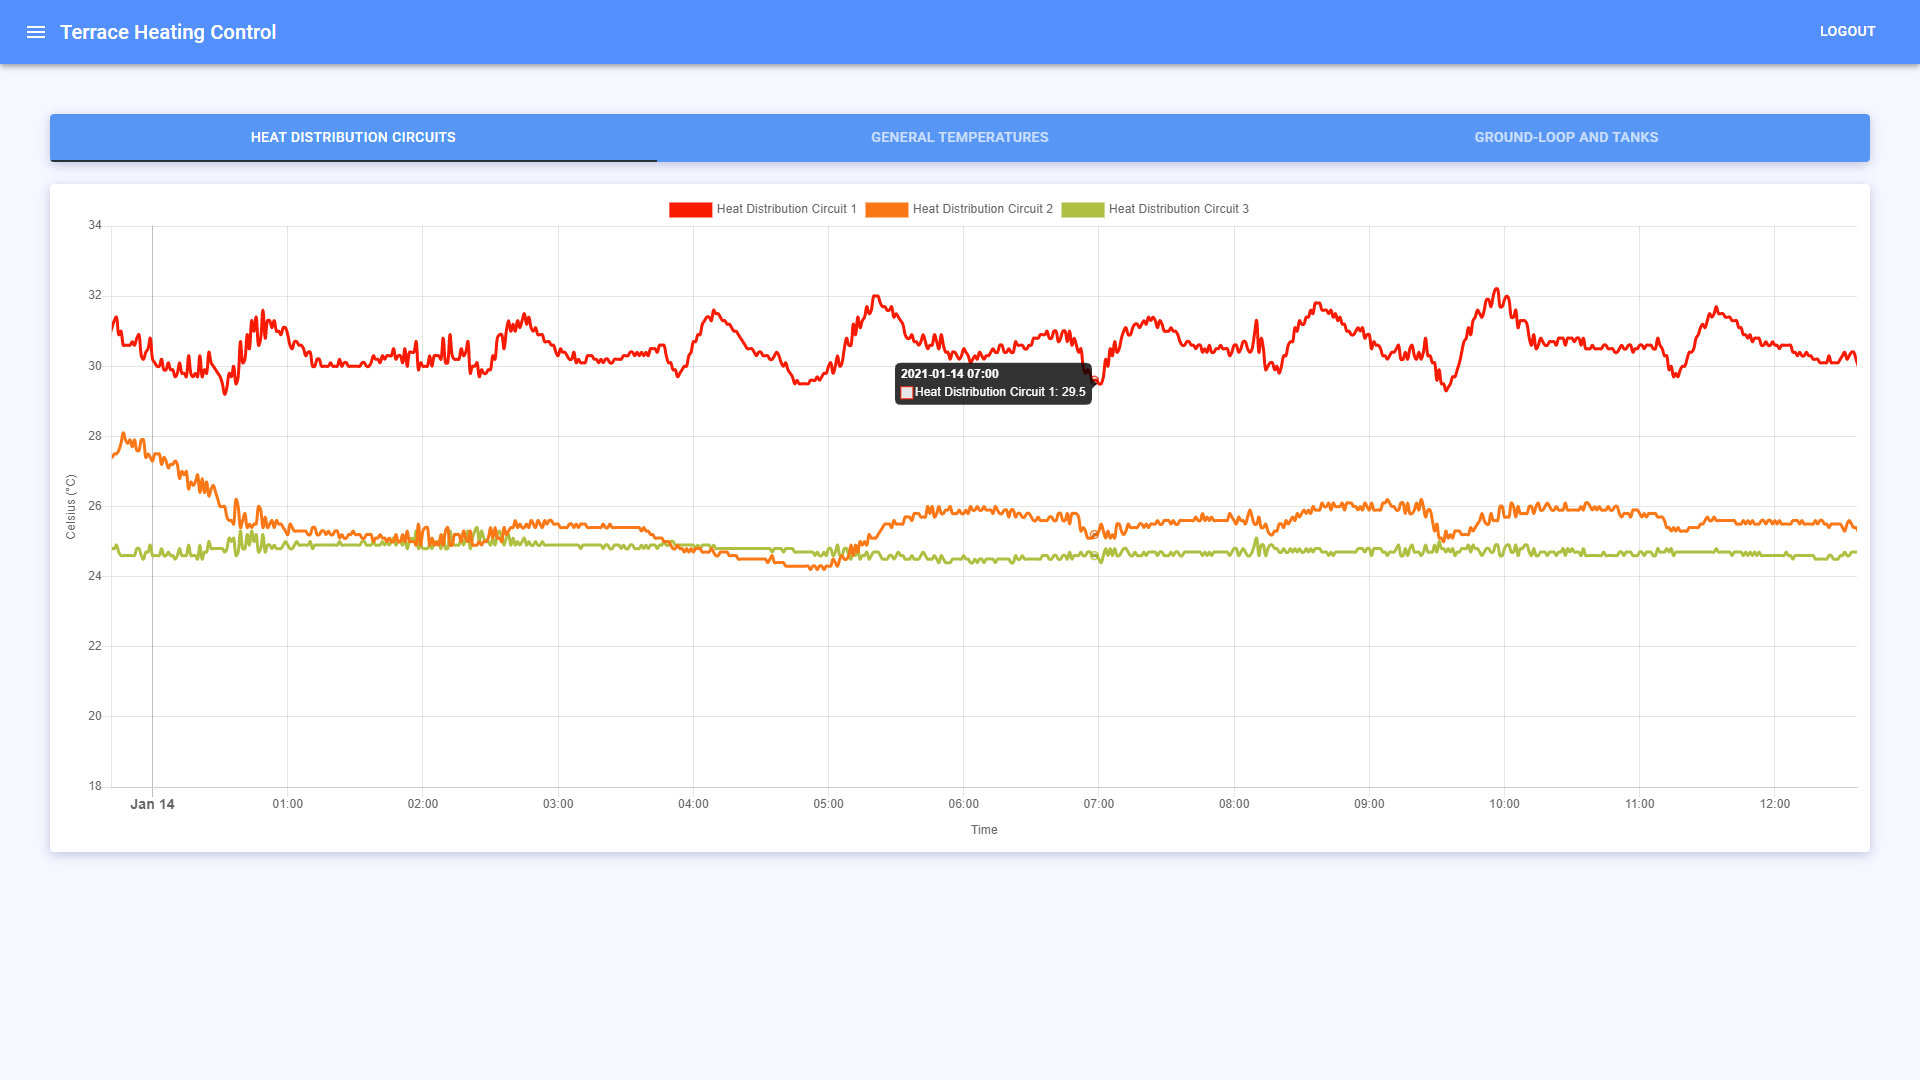 Terrace Heating Control
LOGOUT
HEAT DISTRIBUTION CIRCUITS
GENERAL TEMPERATURES
GROUND-LOOP AND TANKS
Heat Distribution Circuit 1
Heat Distribution Circuit 2
Heat Distribution Circuit 3
34
32
30
28
26
24
22
20
18
Celsius (°C)
2021-01-14 07:00
Heat Distribution Circuit 1: 29.5
Jan 14
01:00
02:00
03:00
04:00
05:00
06:00
07:00
08:00
09:00
10:00
11:00
12:00
Time